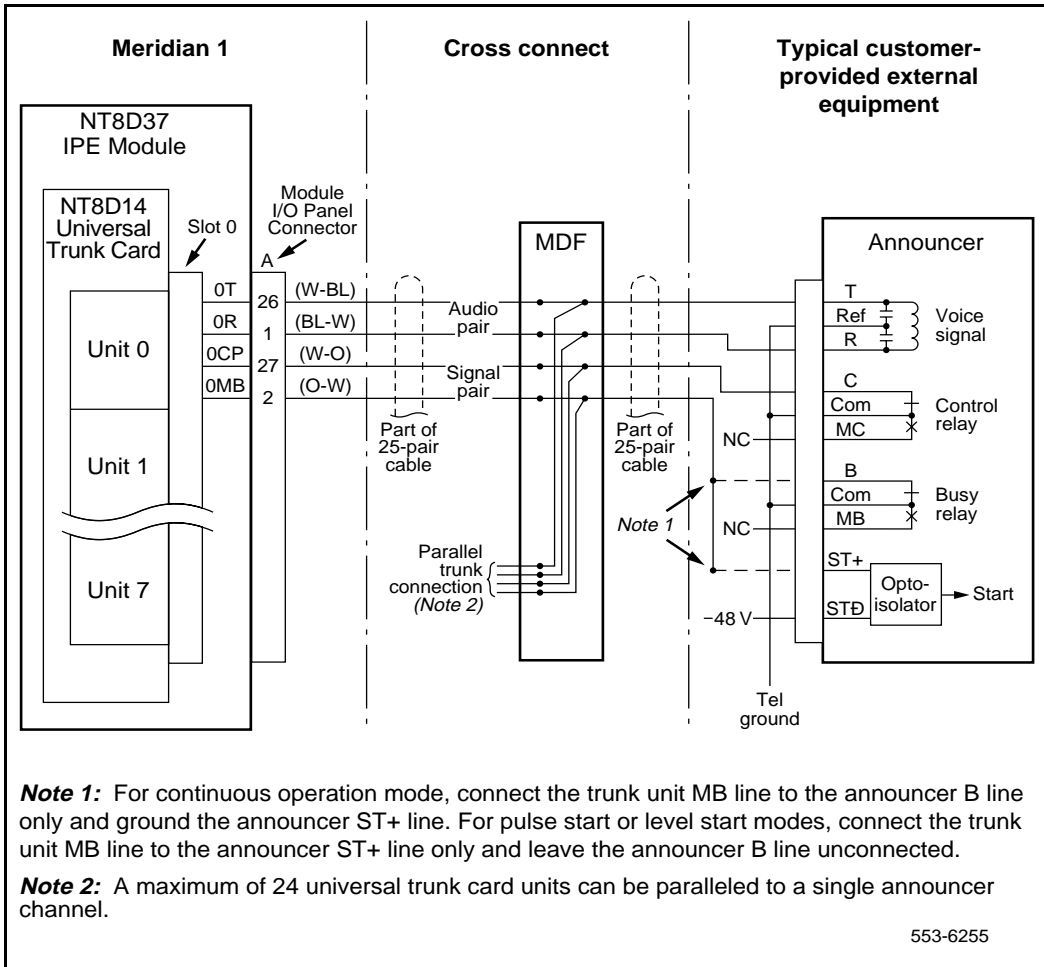 Meridian 1
Cross connect
Typical customer-
provided external
equipment
NT8D37
IPE Module
NT8D14
Universal
Trunk Card
Slot 0
Module
I/O Panel
Connector
A
Unit 0
Unit 1
Unit 7
0T
0R
0CP
0MB
26
1
27
2
(W-BL)
(BL-W)
(W-O)
(O-W)
Part of
25-pair
cable
Audio
pair
Signal
pair
MDF
Parallel
trunk
connection
(Note 2)
Part of
25-pair
cable
Note 1
NC
NC
−48 V
Tel
ground
Announcer
T
Ref
R
Voice
signal
C
Com
MC
Control
relay
B
Com
MB
Busy
relay
ST+
STÐ
Opto-
isolator
Start
Note 1: For continuous operation mode, connect the trunk unit MB line to the announcer B line
only and ground the announcer ST+ line. For pulse start or level start modes, connect the trunk
unit MB line to the announcer ST+ line only and leave the announcer B line unconnected.
Note 2: A maximum of 24 universal trunk card units can be paralleled to a single announcer
channel.
553-6255